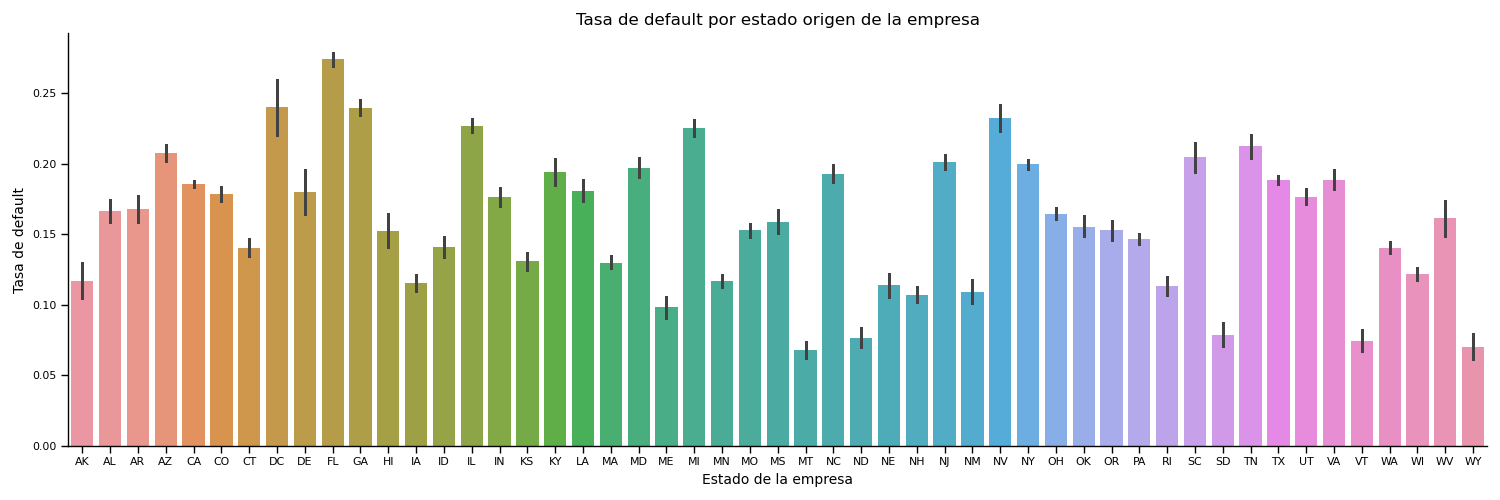 Tasa de default por estado origen de la empresa
Tasa de default
0.25
0.20
0.15
0.10
0.05
0.00
AK AL AR AZ CA CO CT DC DE FL GA HI IA ID IL IN KS KY LA MA MD ME MI MN MO MS MT NC ND NE NH NJ NM NV NY OH OK OR PA RI SC SD TN TX UT VA VT WA WI WV WY
Estado de la empresa